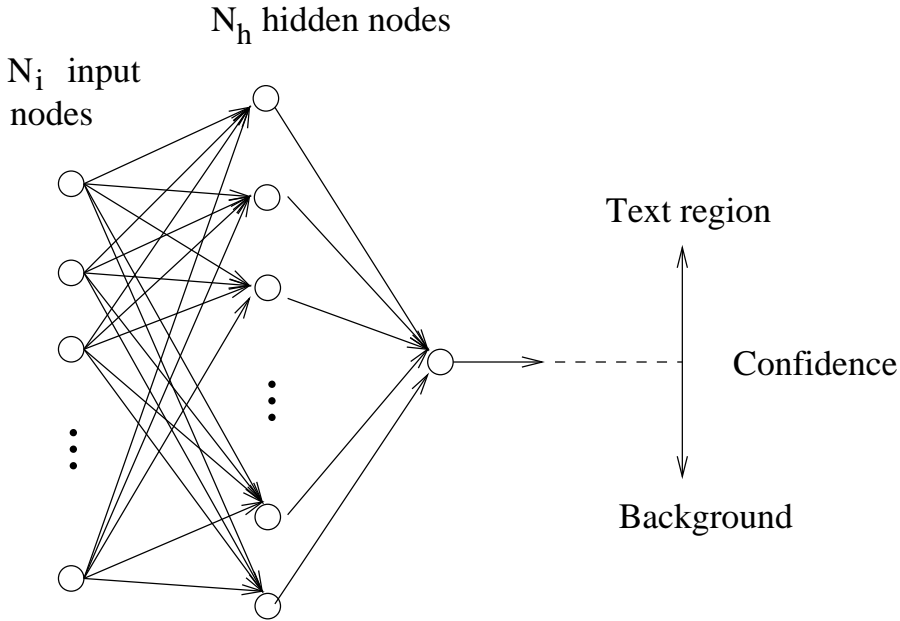 N_h hidden nodes
N_i input
nodes
Text region
Confidence
Background